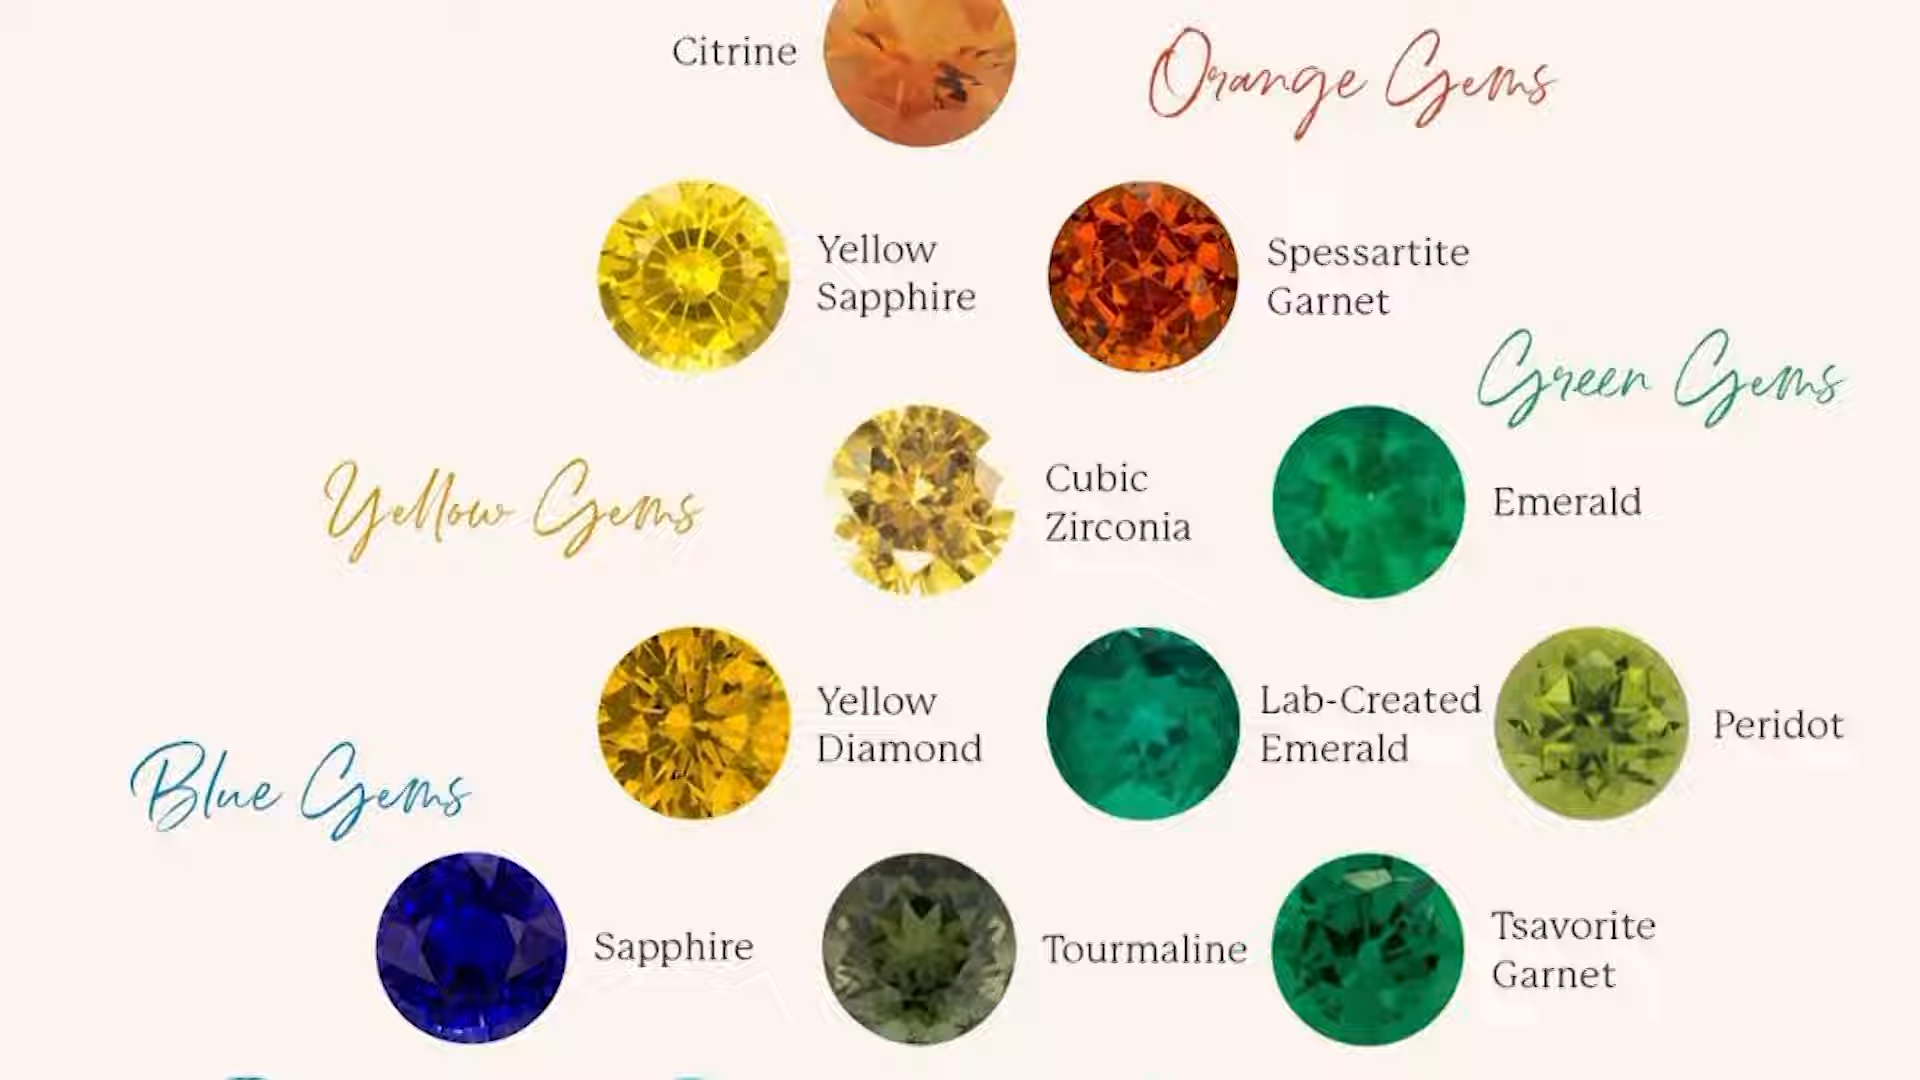 Citrine
Orange Gems
Yellow
Sapphire
Spessartite
Garnet
Green Gems
Yellow Gems
Cubic
Zirconia
Emerald
Yellow
Diamond
Lab-Created
Emerald
Peridot
Blue Gems
Sapphire
Tourmaline
Tsavorite
Garnet